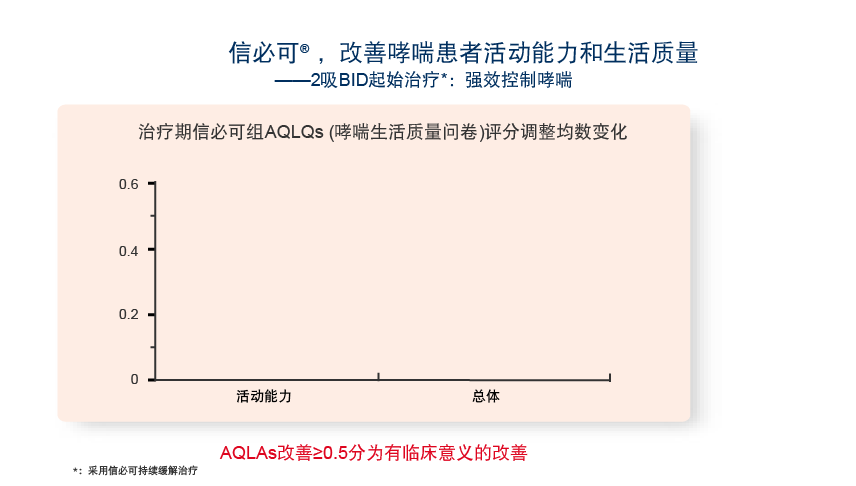 信必可®，改善哮喘患者活动能力和生活质量
——2吸BID起始治疗*：强效控制哮喘
治疗期信必可组AQLQs (哮喘生活质量问卷)评分调整均数变化
0.6
0.4
0.2
0
活动能力 总体
AQLAs改善≥0.5分为有临床意义的改善
*：采用信必可持续缓解治疗